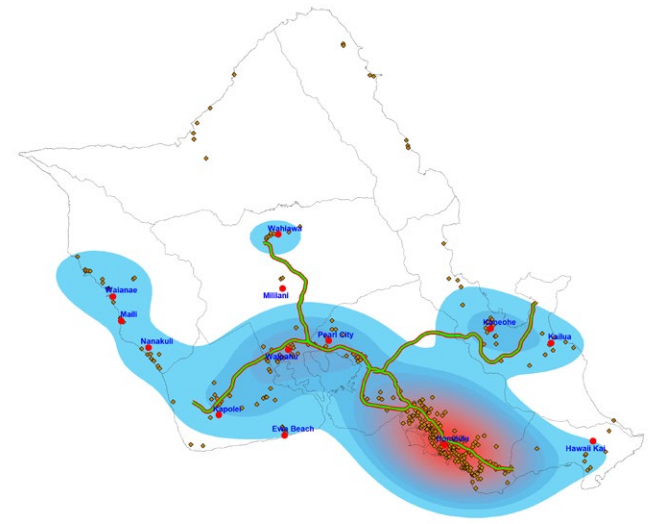 Wahiawa
Waianae
Mililani
Maili
Kaneohe
Pearl City
Kailua
Nanakuli
Waipahu
Kapolei
Ewa Beach
Honolulu
Hawaii Kai